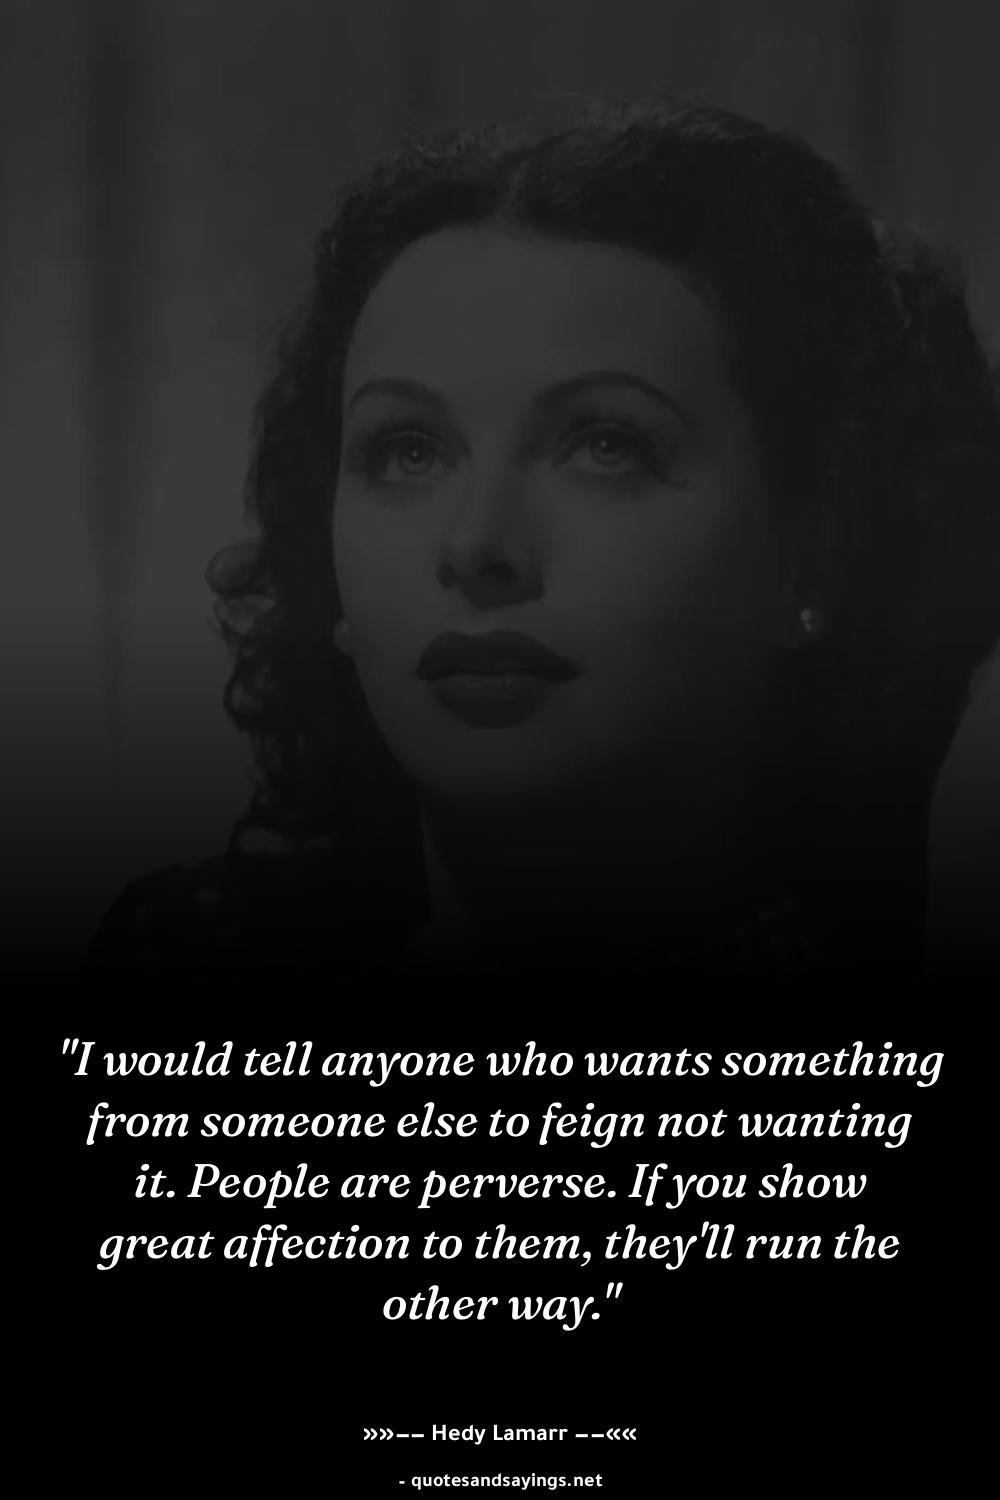 "I would tell anyone who wants something
from someone else to feign not wanting
it. People are perverse. If you show
great affection to them, they'll run the
other way."
»»−− Hedy Lamarr −−««
- quotesandsayings.net